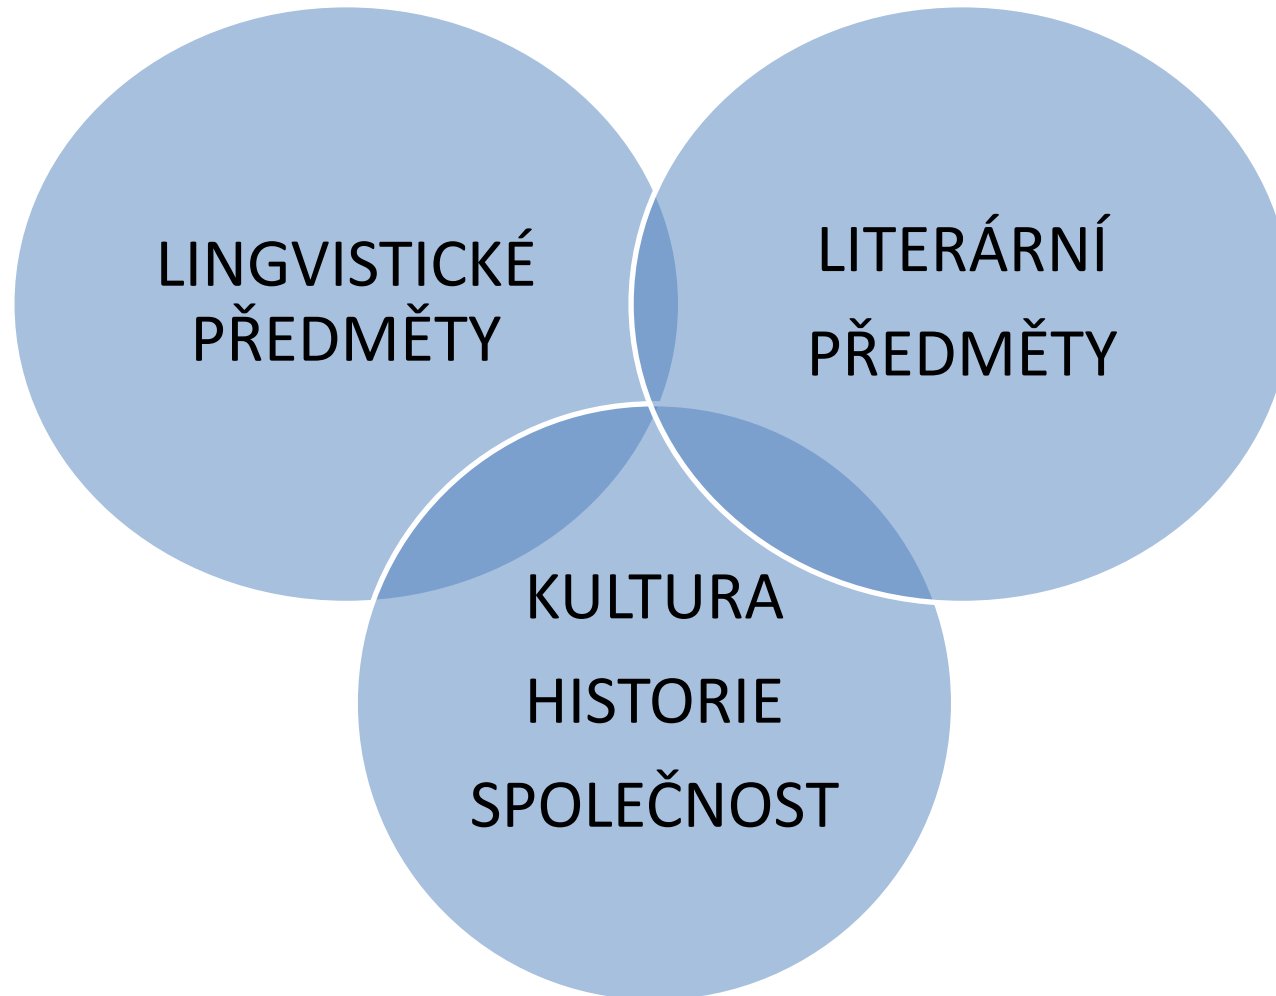 LINGVISTICKÉ
PŘEDMĚTY
LITERÁRNÍ
PŘEDMĚTY
KULTURA
HISTORIE
SPOLEČNOST